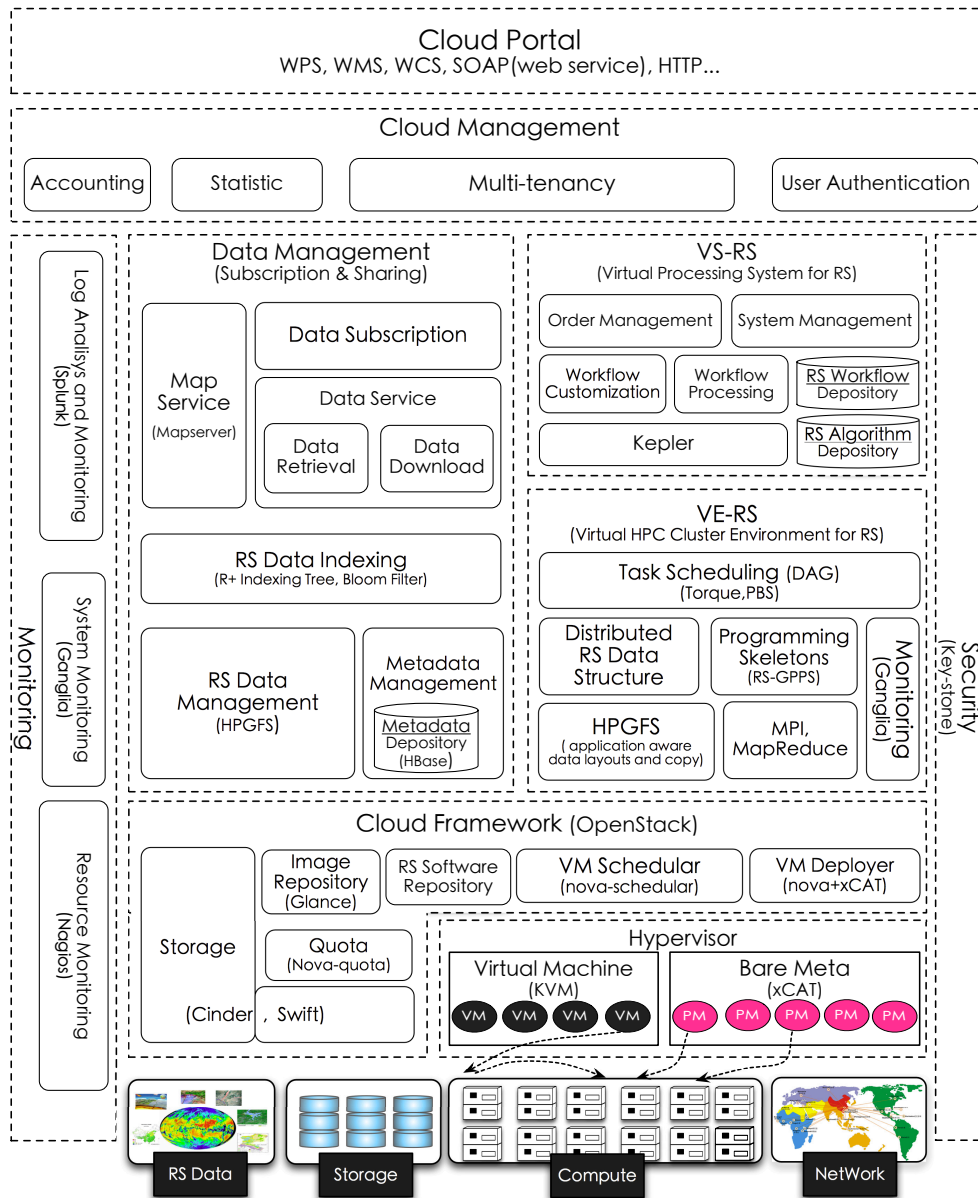 Cloud Portal
WPS, WMS, WCS, SOAP(web service), HTTP...
Cloud Management
Accounting
Statistic
Multi-tenancy
User Authentication
Monitoring
Log Analisys and Monitoring
(Splunk)
System Monitoring
(Ganglia)
Resource Monitoring
(Nagios)
Data Management
(Subscription & Sharing)
Map
Service
(Mapserver)
Data Subscription
Data Service
Data
Retrieval
Data
Download
RS Data Indexing
(R+ Indexing Tree, Bloom Filter)
RS Data
Management
(HPGFS)
Metadata
Management
Metadata
Depository
(HBase)
VS-RS
(Virtual Processing System for RS)
Order Management
System Management
Workflow
Customization
Workflow
Processing
RS Workflow
Depository
Kepler
RS Algorithm
Depository
VE-RS
(Virtual HPC Cluster Environment for RS)
Task Scheduling (DAG)
(Torque,PBS)
Distributed
RS Data
Structure
Programming
Skeletons
(RS-GPPS)
Monitoring
(Ganglia)
HPGFS
( application aware
data layouts and copy)
MPI,
MapReduce
Security
(Key-stone)
Cloud Framework (OpenStack)
Storage
(Cinder , Swift)
Image
Repository
(Glance)
RS Software
Repository
VM Schedular
(nova-schedular)
VM Deployer
(nova+xCAT)
Quota
(Nova-quota)
Hypervisor
Virtual Machine
(KVM)
VM VM VM VM
Bare Meta
(xCAT)
PM PM PM PM PM
RS Data
Storage
Compute
NetWork